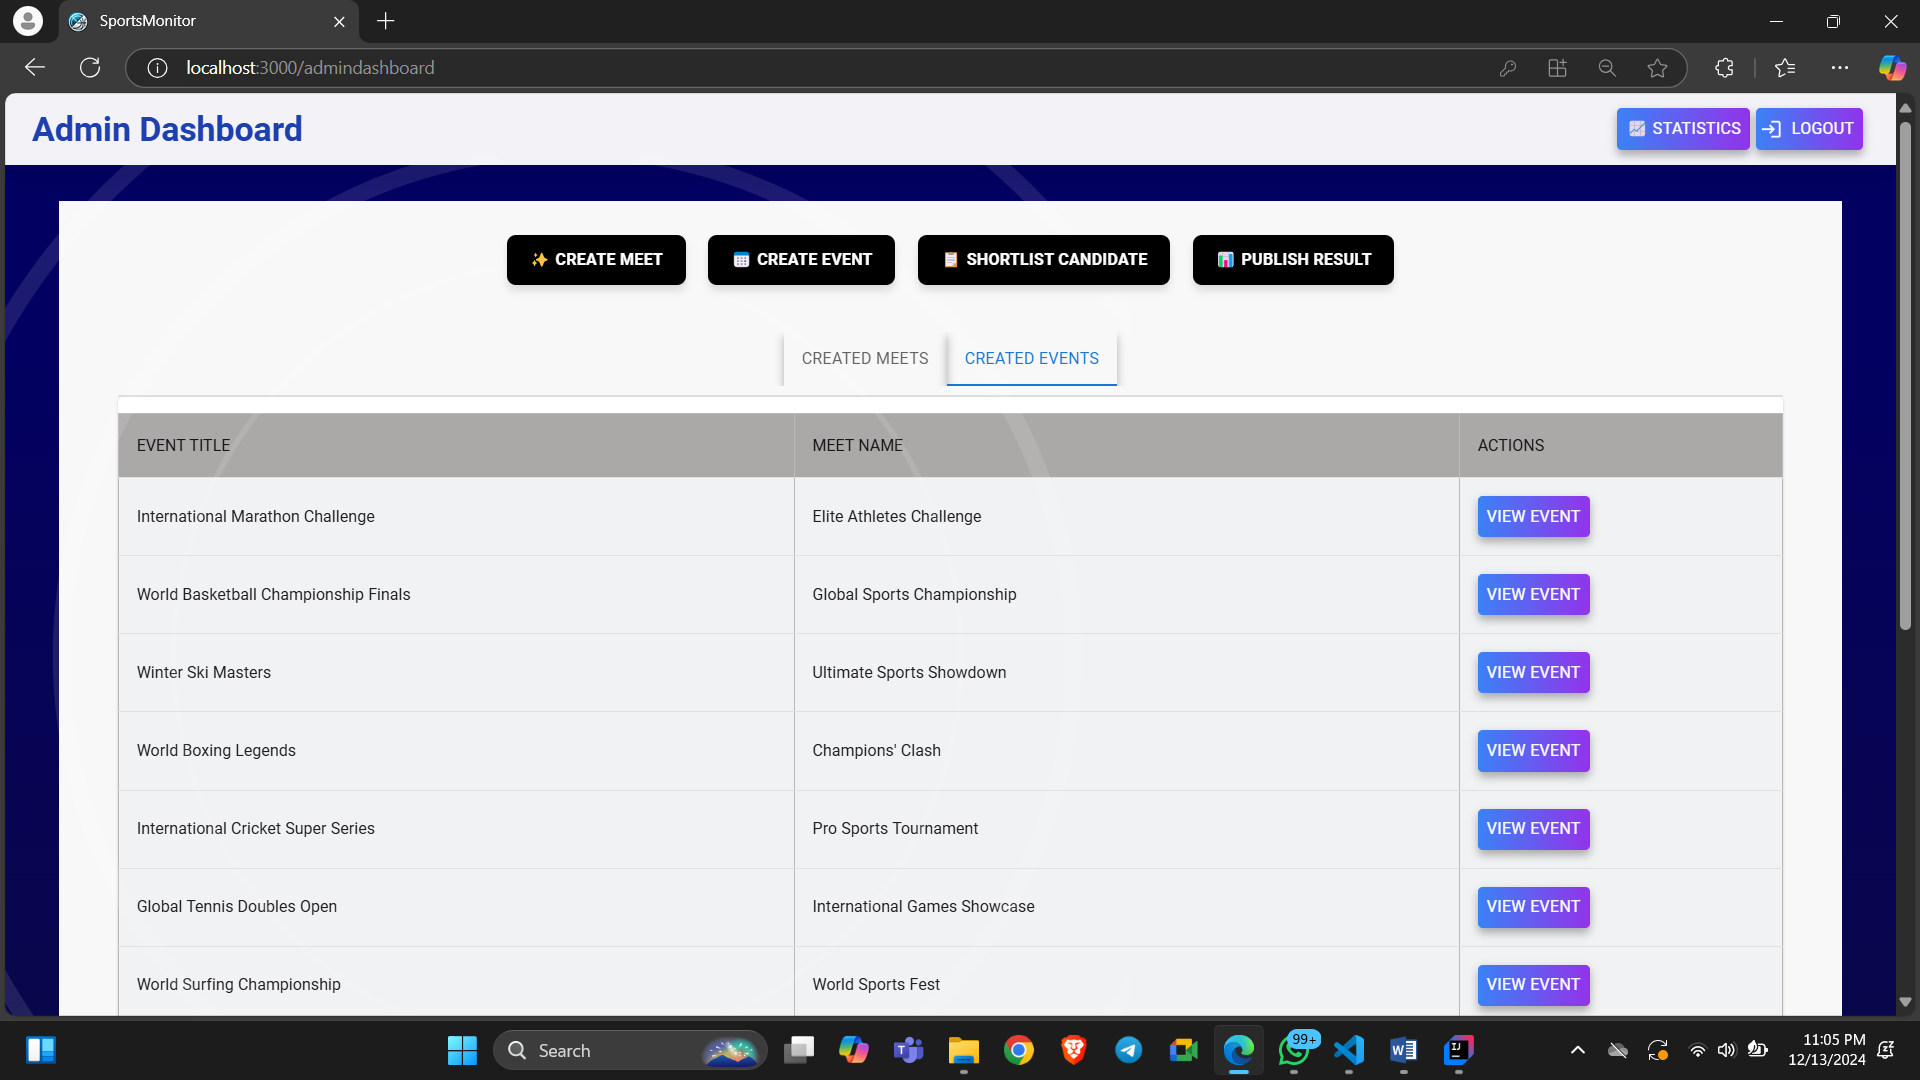 SportsMonitor
localhost:3000/admindashboard
Admin Dashboard
STATISTICS
LOGOUT
CREATE MEET
CREATE EVENT
SHORTLIST CANDIDATE
PUBLISH RESULT
CREATED MEETS
CREATED EVENTS
EVENT TITLE MEET NAME ACTIONS
International Marathon Challenge Elite Athletes Challenge VIEW EVENT
World Basketball Championship Finals Global Sports Championship VIEW EVENT
Winter Ski Masters Ultimate Sports Showdown VIEW EVENT
World Boxing Legends Champions' Clash VIEW EVENT
International Cricket Super Series Pro Sports Tournament VIEW EVENT
Global Tennis Doubles Open International Games Showcase VIEW EVENT
World Surfing Championship World Sports Fest VIEW EVENT
Search
99+
11:05 PM
12/13/2024